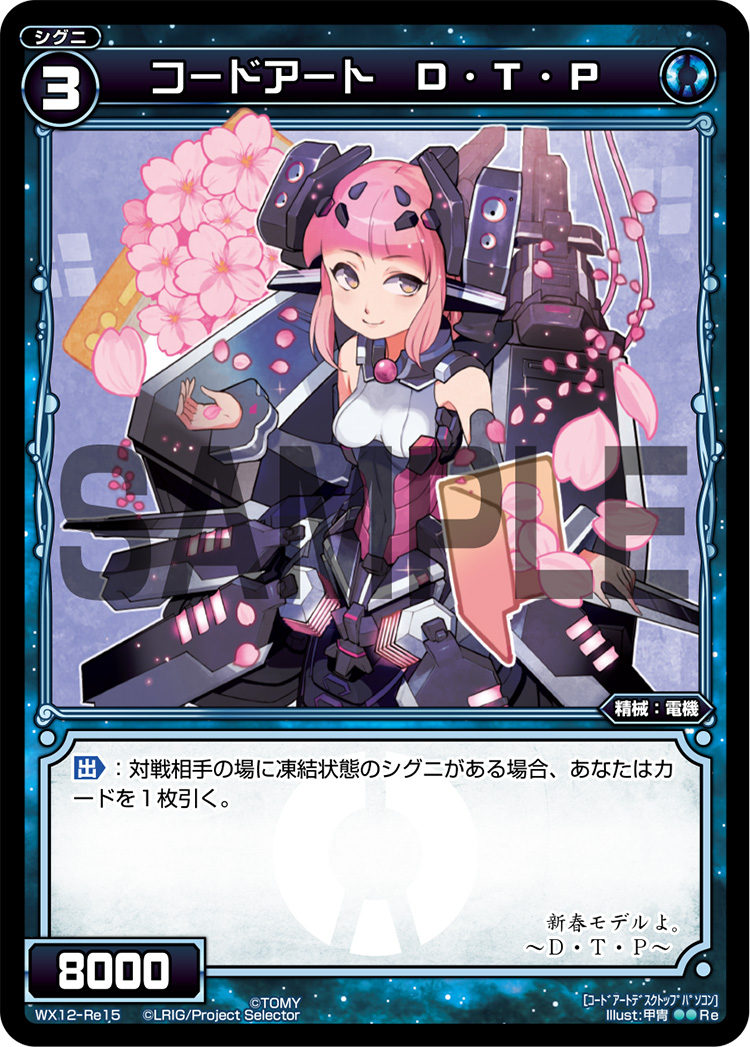 シグニ
3
コードアート D・T・P
SAMPLE
精械：電機
出：対戦相手の場に凍結状態のシグニがある場合、あなたはカ
ードを１枚引く。
新春モデルよ。
～D・T・P～
8000
[コードアートデスクトップパソコン]
©TOMY
WX12-Re15 ©LRIG/Project Selector
Illust:甲冑 Re